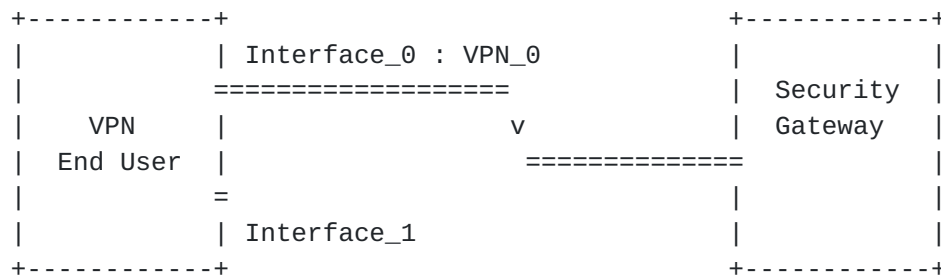 +------------+                                  +------------+
|            | Interface_0 : VPN_0              |            |
|            ===================               |  Security  |
|    VPN     |                   v              |  Gateway   |
|  End User  |                    ==============            |
|            =                                  |            |
|            | Interface_1                      |            |
+------------+                                  +------------+